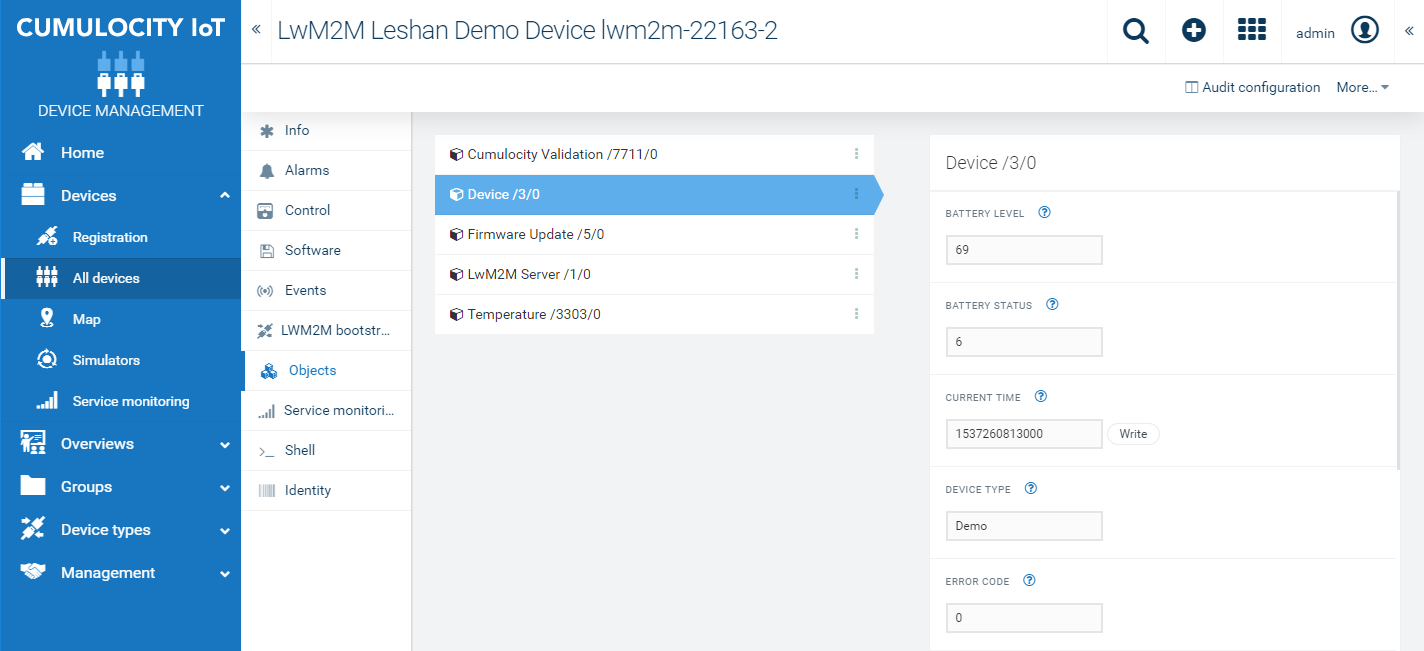 CUMULOCITY IoT
DEVICE MANAGEMENT
Home
Devices
Registration
All devices
Map
Simulators
Service monitoring
Overviews
Groups
Device types
Management
« LwM2M Leshan Demo Device lwm2m-22163-2
admin
«
Audit configuration More...
Info
Alarms
Control
Software
Events
LWM2M bootstr...
Objects
Service monitori...
Shell
Identity
Cumulocity Validation /7711/0
Device /3/0
Firmware Update /5/0
LwM2M Server /1/0
Temperature /3303/0
Device /3/0
BATTERY LEVEL ?
69
BATTERY STATUS ?
6
CURRENT TIME ?
1537260813000 Write
DEVICE TYPE ?
Demo
ERROR CODE ?
0